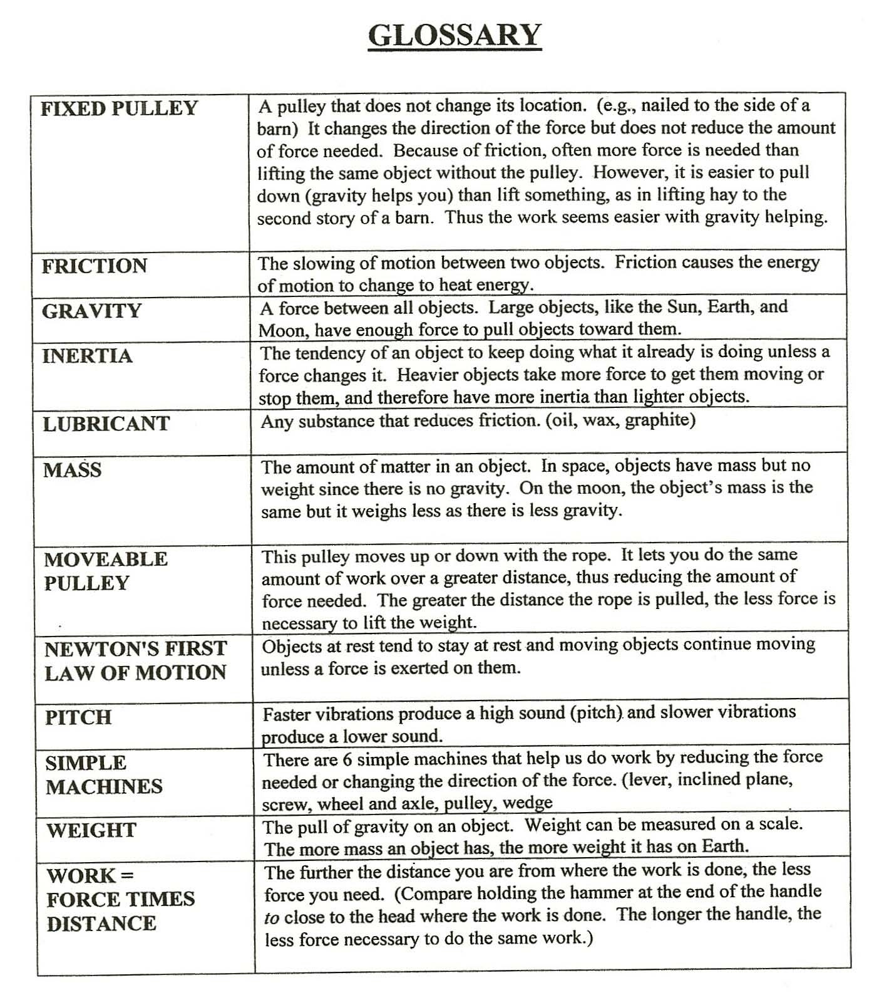 GLOSSARY
FIXED PULLEY
A pulley that does not change its location. (e.g., nailed to the side of a
barn) It changes the direction of the force but does not reduce the amount
of force needed. Because of friction, often more force is needed than
lifting the same object without the pulley. However, it is easier to pull
down (gravity helps you) than lift something, as in lifting hay to the
second story of a barn. Thus the work seems easier with gravity helping.
FRICTION
The slowing of motion between two objects. Friction causes the energy
of motion to change to heat energy.
GRAVITY
A force between all objects. Large objects, like the Sun, Earth, and
Moon, have enough force to pull objects toward them.
INERTIA
The tendency of an object to keep doing what it already is doing unless a
force changes it. Heavier objects take more force to get them moving or
stop them, and therefore have more inertia than lighter objects.
LUBRICANT
Any substance that reduces friction. (oil, wax, graphite)
MASS
The amount of matter in an object. In space, objects have mass but no
weight since there is no gravity. On the moon, the object's mass is the
same but it weighs less as there is less gravity.
MOVEABLE
PULLEY
This pulley moves up or down with the rope. It lets you do the same
amount of work over a greater distance, thus reducing the amount of
force needed. The greater the distance the rope is pulled, the less force is
necessary to lift the weight.
NEWTON'S FIRST
LAW OF MOTION
Objects at rest tend to stay at rest and moving objects continue moving
unless a force is exerted on them.
PITCH
Faster vibrations produce a high sound (pitch) and slower vibrations
produce a lower sound.
SIMPLE
MACHINES
There are 6 simple machines that help us do work by reducing the force
needed or changing the direction of the force. (lever, inclined plane,
screw, wheel and axle, pulley, wedge
WEIGHT
The pull of gravity on an object. Weight can be measured on a scale.
The more mass an object has, the more weight it has on Earth.
WORK =
FORCE TIMES
DISTANCE
The further the distance you are from where the work is done, the less
force you need. (Compare holding the hammer at the end of the handle
to close to the head where the work is done. The longer the handle, the
less force necessary to do the same work.)